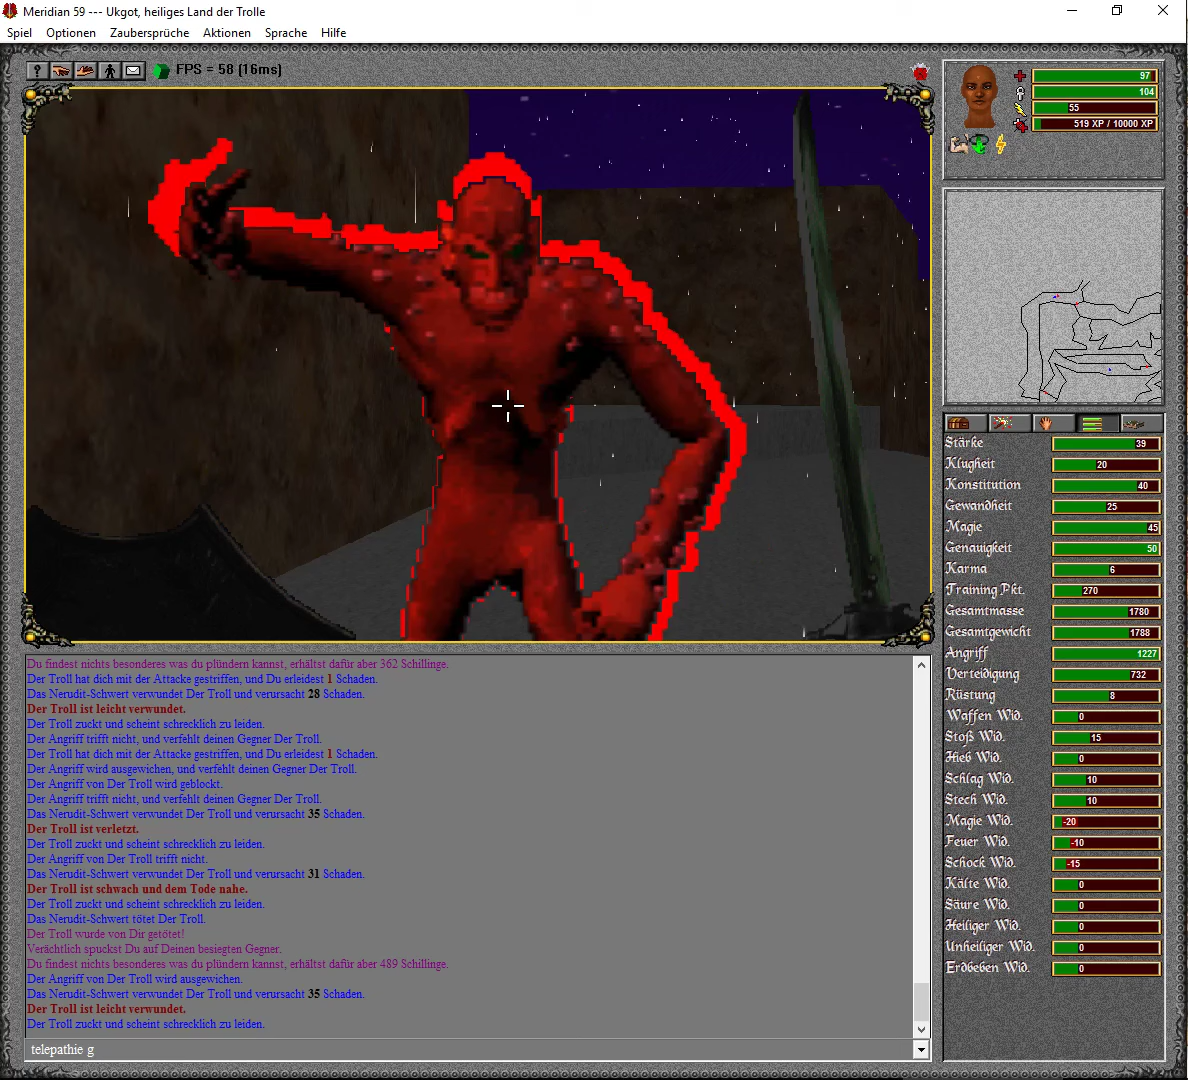 Meridian 59 --- Ukgot, heiliges Land der Trolle
Spiel Optionen Zaubersprüche Aktionen Sprache Hilfe
FPS = 58 (16ms)
97
104
55
519 XP / 10000 XP
Stärke 39
Klugheit 20
Konstitution 40
Gewandheit 25
Magie 45
Genauigkeit 50
Karma 6
Training Pkt. 270
Gesamtmasse 1780
Gesamtgewicht 1788
Angriff 1227
Verteidigung 732
Rüstung 8
Waffen Wid. 0
Stoß Wid. 15
Hieb Wid. 0
Schlag Wid. 10
Stech Wid. 10
Magie Wid. -20
Feuer Wid. -10
Schock Wid. -15
Kälte Wid. 0
Säure Wid. 0
Heiliger Wid. 0
Unheiliger Wid. 0
Erdbeben Wid. 0
Du findest nichts besonderes was du plündern kannst, erhältst dafür aber 362 Schillinge.
Der Troll hat dich mit der Attacke gestriffen, und Du erleidest 1 Schaden.
Das Nerudit-Schwert verwundet Der Troll und verursacht 28 Schaden.
Der Troll ist leicht verwundet.
Der Troll zuckt und scheint schrecklich zu leiden.
Der Angriff trifft nicht, und verfehlt deinen Gegner Der Troll.
Der Troll hat dich mit der Attacke gestriffen, und Du erleidest 1 Schaden.
Der Angriff wird ausgewichen, und verfehlt deinen Gegner Der Troll.
Der Angriff von Der Troll wird geblockt.
Der Angriff trifft nicht, und verfehlt deinen Gegner Der Troll.
Das Nerudit-Schwert verwundet Der Troll und verursacht 35 Schaden.
Der Troll ist verletzt.
Der Troll zuckt und scheint schrecklich zu leiden.
Der Angriff von Der Troll trifft nicht.
Das Nerudit-Schwert verwundet Der Troll und verursacht 31 Schaden.
Der Troll ist schwach und dem Tode nahe.
Der Troll zuckt und scheint schrecklich zu leiden.
Das Nerudit-Schwert tötet Der Troll.
Der Troll wurde von Dir getötet!
Verächtlich spuckst Du auf Deinen besiegten Gegner.
Du findest nichts besonderes was du plündern kannst, erhältst dafür aber 489 Schillinge.
Der Angriff von Der Troll wird ausgewichen.
Das Nerudit-Schwert verwundet Der Troll und verursacht 35 Schaden.
Der Troll ist leicht verwundet.
Der Troll zuckt und scheint schrecklich zu leiden.
telepathie g